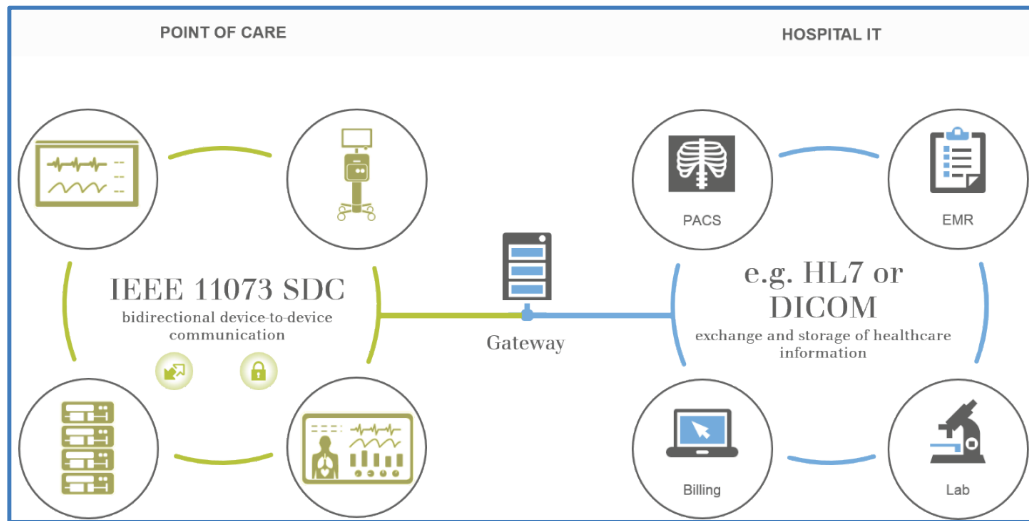 POINT OF CARE
HOSPITAL IT
PACS
EMR
IEEE 11073 SDC
bidirectional device-to-device
communication
Gateway
e.g. HL7 or
DICOM
exchange and storage of healthcare
information
Billing
Lab